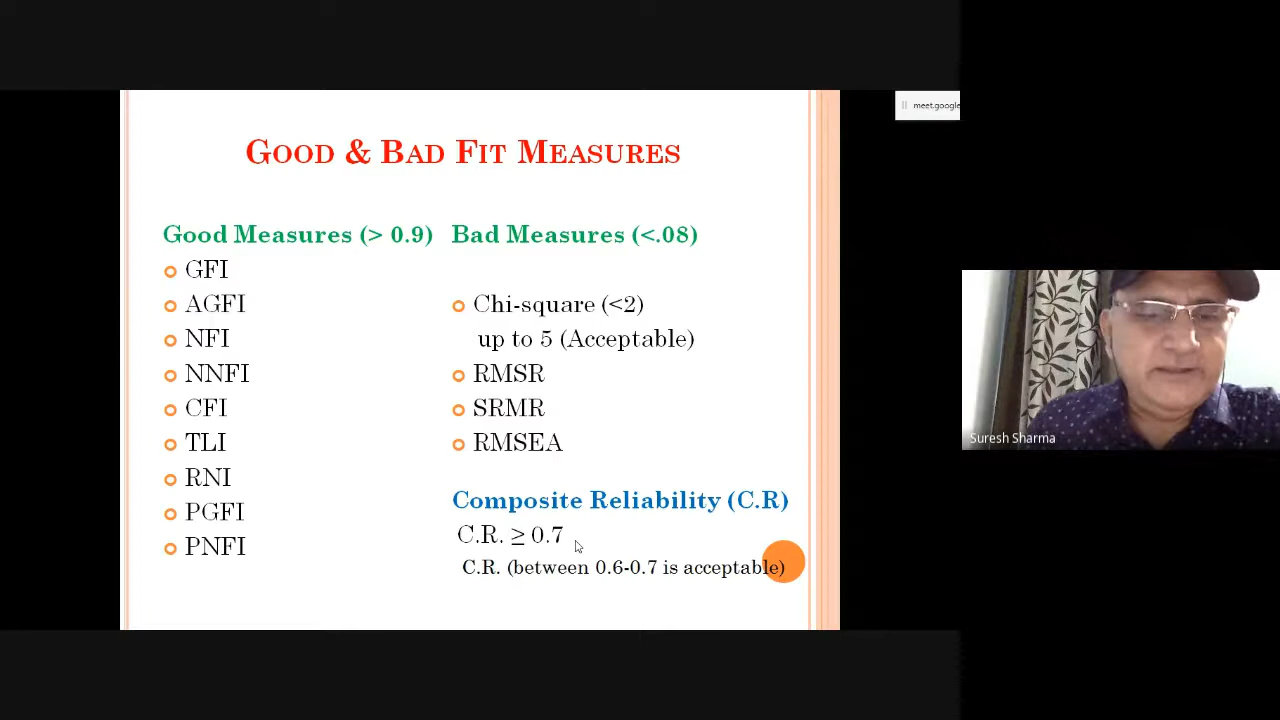 GOOD & BAD FIT MEASURES
meet.google
Good Measures (> 0.9)
GFI
AGFI
NFI
NNFI
CFI
TLI
RNI
PGFI
PNFI
Bad Measures (<.08)
Chi-square (<2)
up to 5 (Acceptable)
RMSR
SRMR
RMSEA
Composite Reliability (C.R)
C.R. ≥ 0.7
C.R. (between 0.6-0.7 is acceptable)
Suresh Sharma